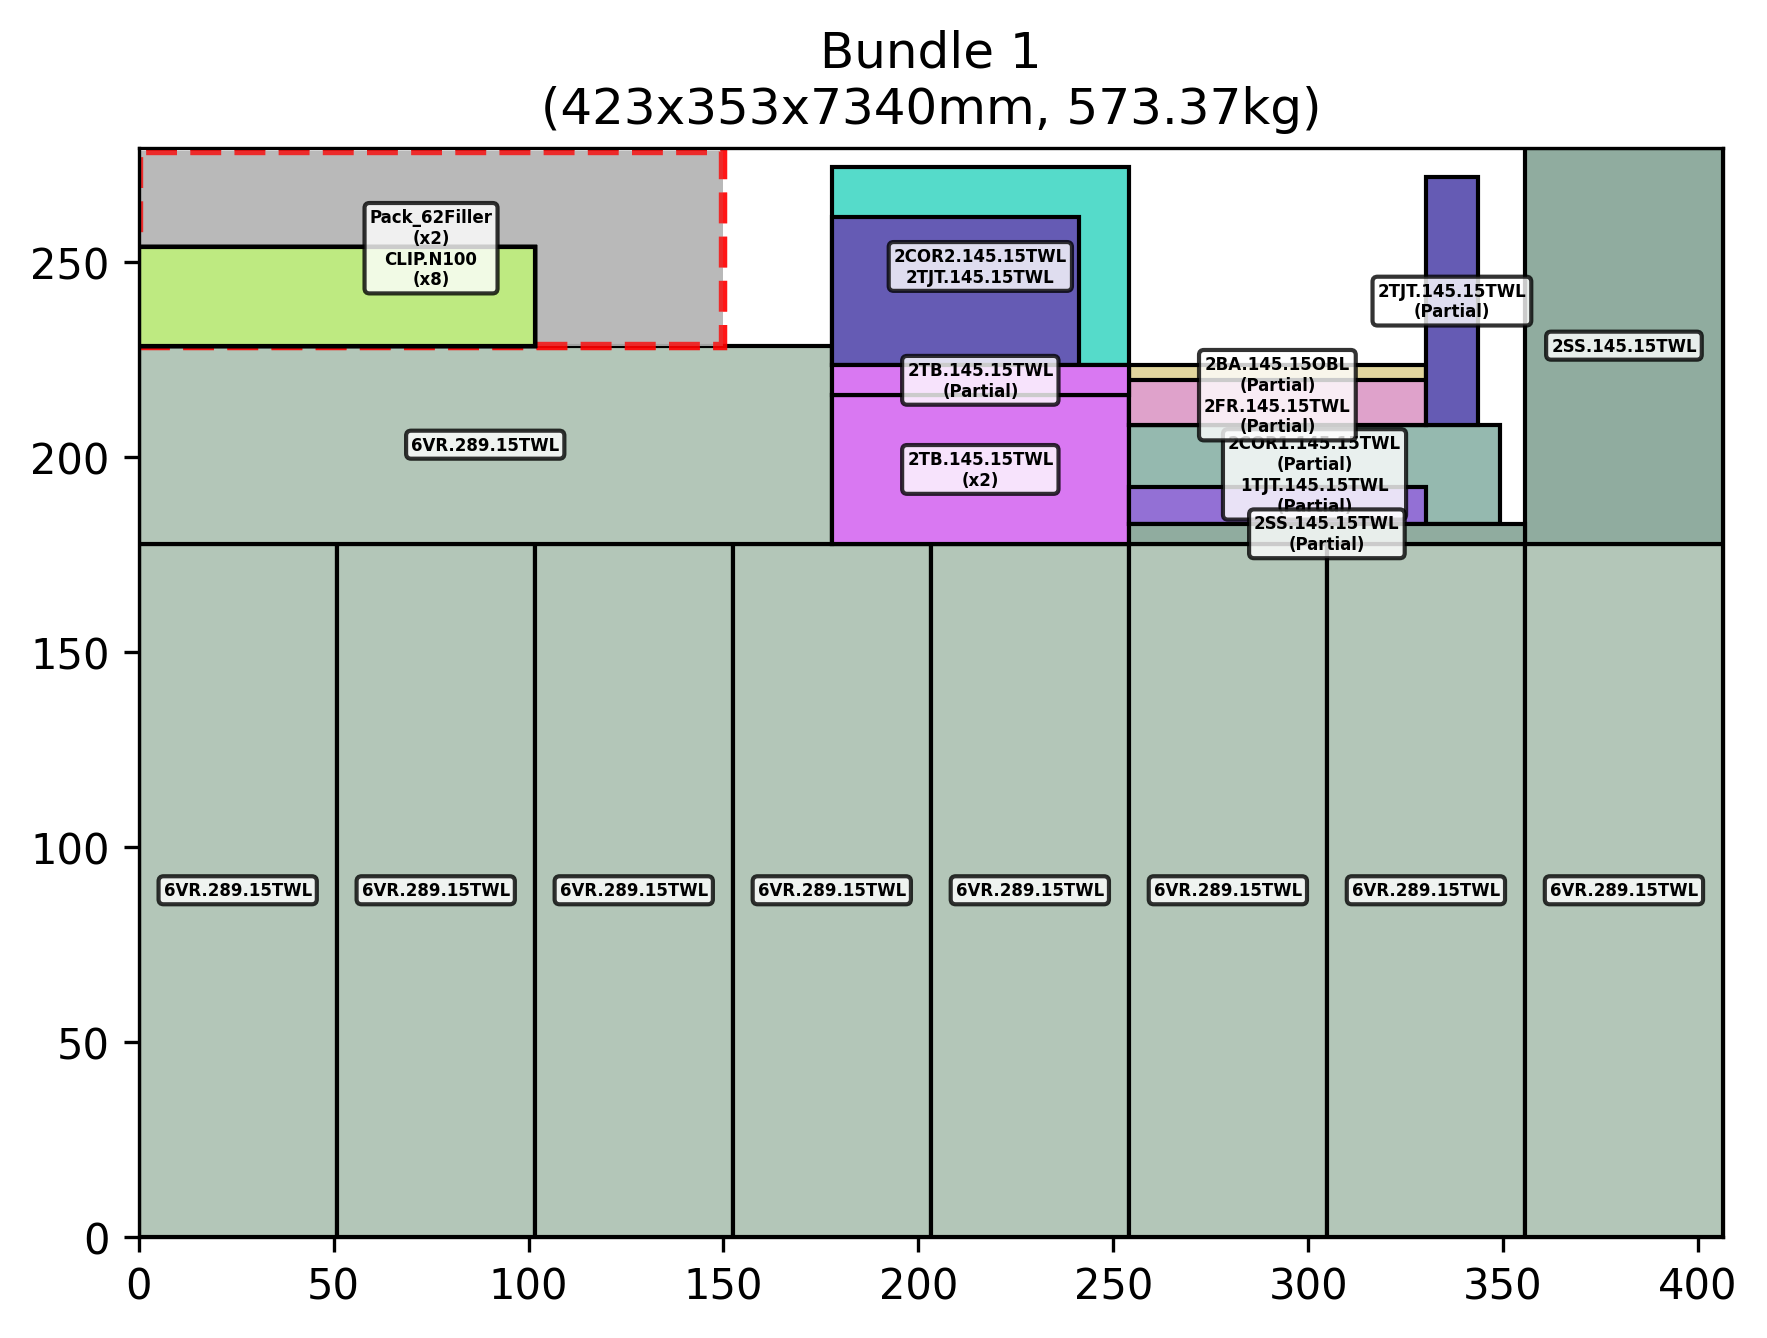 Bundle 1
(423x353x7340mm, 573.37kg)
Pack_62Filler
(x2)
CLIP.N100
(x8)
2COR2.145.15TWL
2TJT.145.15TWL
2TJT.145.15TWL
(Partial)
2SS.145.15TWL
2TB.145.15TWL
(Partial)
2BA.145.15OBL
(Partial)
2FR.145.15TWL
(Partial)
6VR.289.15TWL
2TB.145.15TWL
(x2)
2COR1.145.15TWL
(Partial)
1TJT.145.15TWL
(Partial)
2SS.145.15TWL
(Partial)
6VR.289.15TWL
6VR.289.15TWL
6VR.289.15TWL
6VR.289.15TWL
6VR.289.15TWL
6VR.289.15TWL
6VR.289.15TWL
6VR.289.15TWL
250
200
150
100
50
0
0 50 100 150 200 250 300 350 400